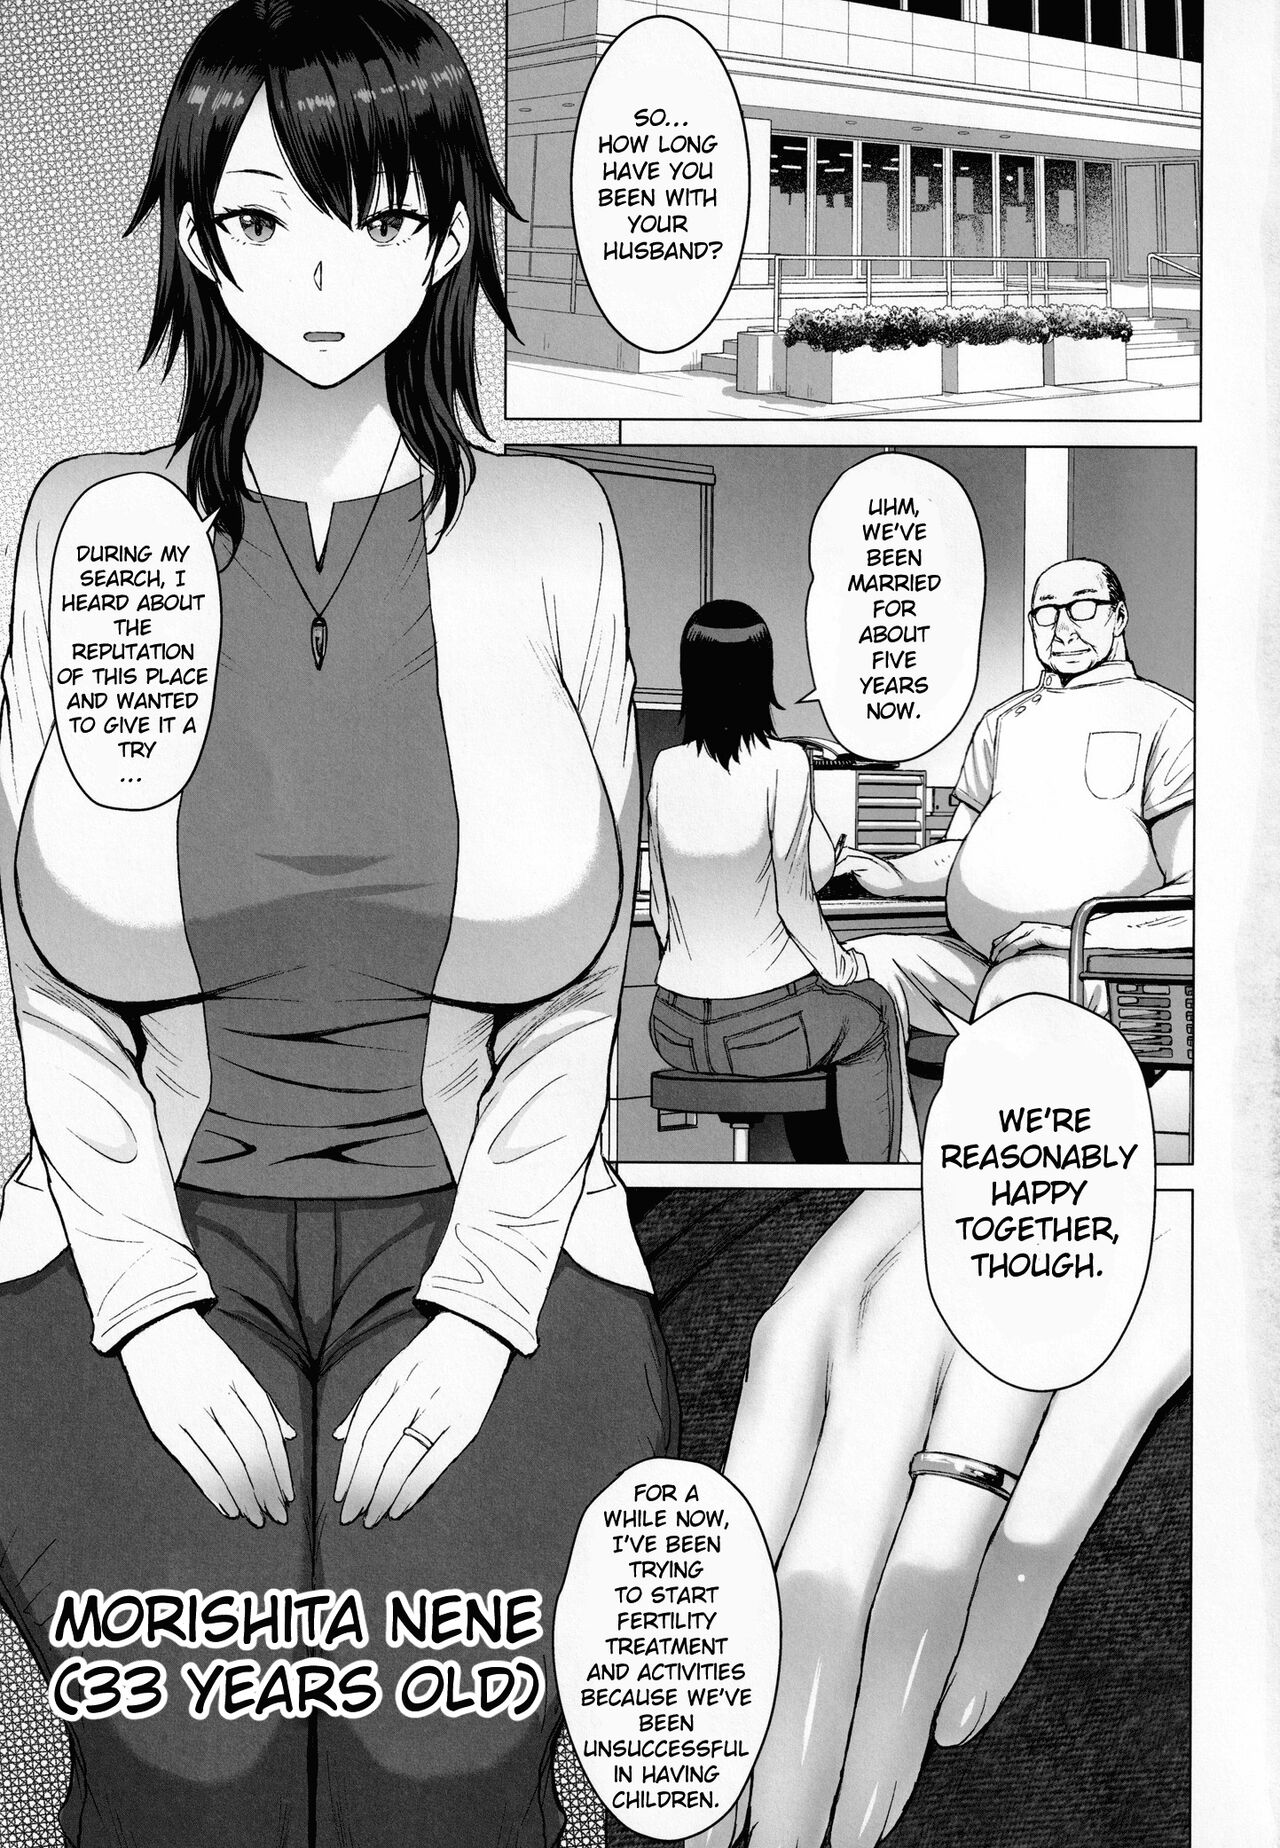 SO...
HOW LONG
HAVE YOU
BEEN WITH
YOUR
HUSBAND?
UHM,
WE'VE
BEEN
MARRIED
FOR
ABOUT
FIVE
YEARS
NOW.
WE'RE
REASONABLY
HAPPY
TOGETHER,
THOUGH.
FOR A
WHILE NOW,
I'VE BEEN
TRYING
TO START
FERTILITY
TREATMENT
AND ACTIVITIES
BECAUSE WE'VE
BEEN
UNSUCCESSFUL
IN HAVING
CHILDREN.
DURING MY
SEARCH, I
HEARD ABOUT
THE
REPUTATION
OF THIS PLACE
AND WANTED
TO GIVE IT A
TRY
...
MORISHITA NENE
(33 YEARS OLD)